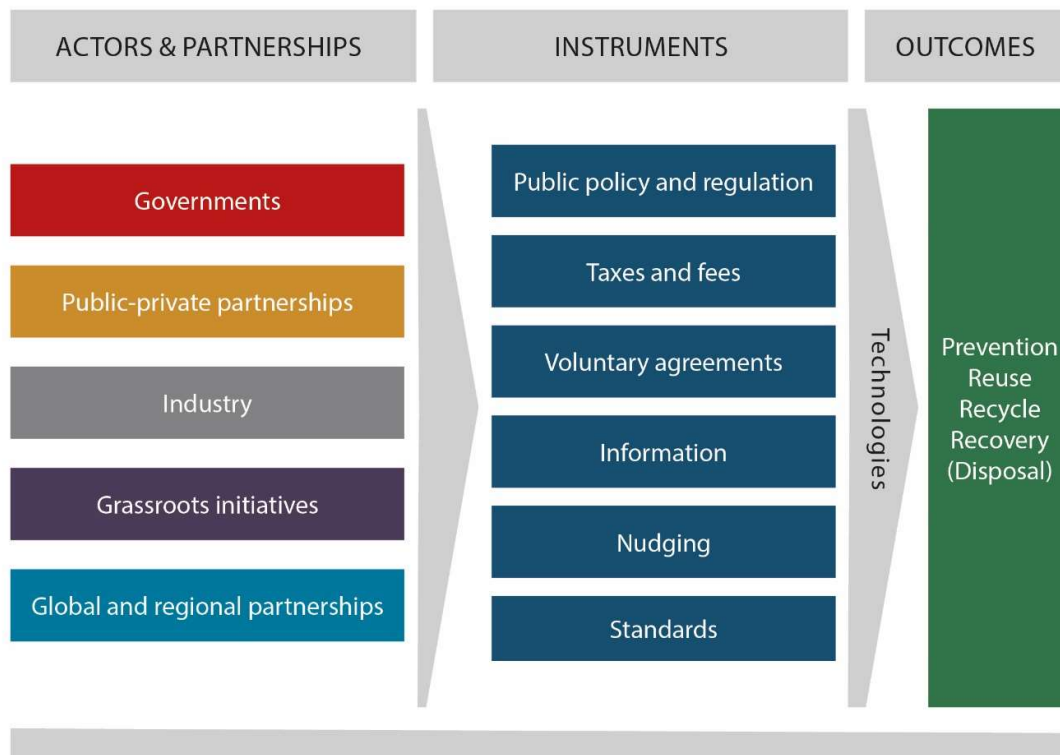 ACTORS & PARTNERSHIPS
INSTRUMENTS
OUTCOMES
Governments
Public-private partnerships
Industry
Grassroots initiatives
Global and regional partnerships
Public policy and regulation
Taxes and fees
Voluntary agreements
Information
Nudging
Standards
Technologies
Prevention
Reuse
Recycle
Recovery
(Disposal)